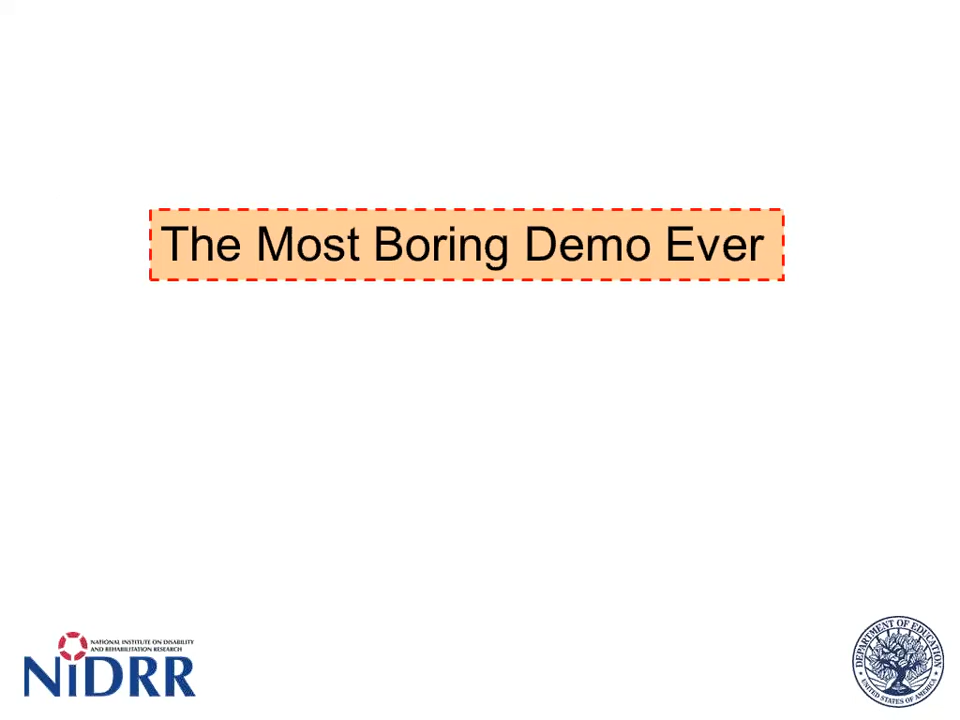 The Most Boring Demo Ever
NATIONAL INSTITUTE ON DISABILITY
AND REHABILITATION RESEARCH
NiDRR
DEPARTMENT OF EDUCATION
UNITED STATES OF AMERICA